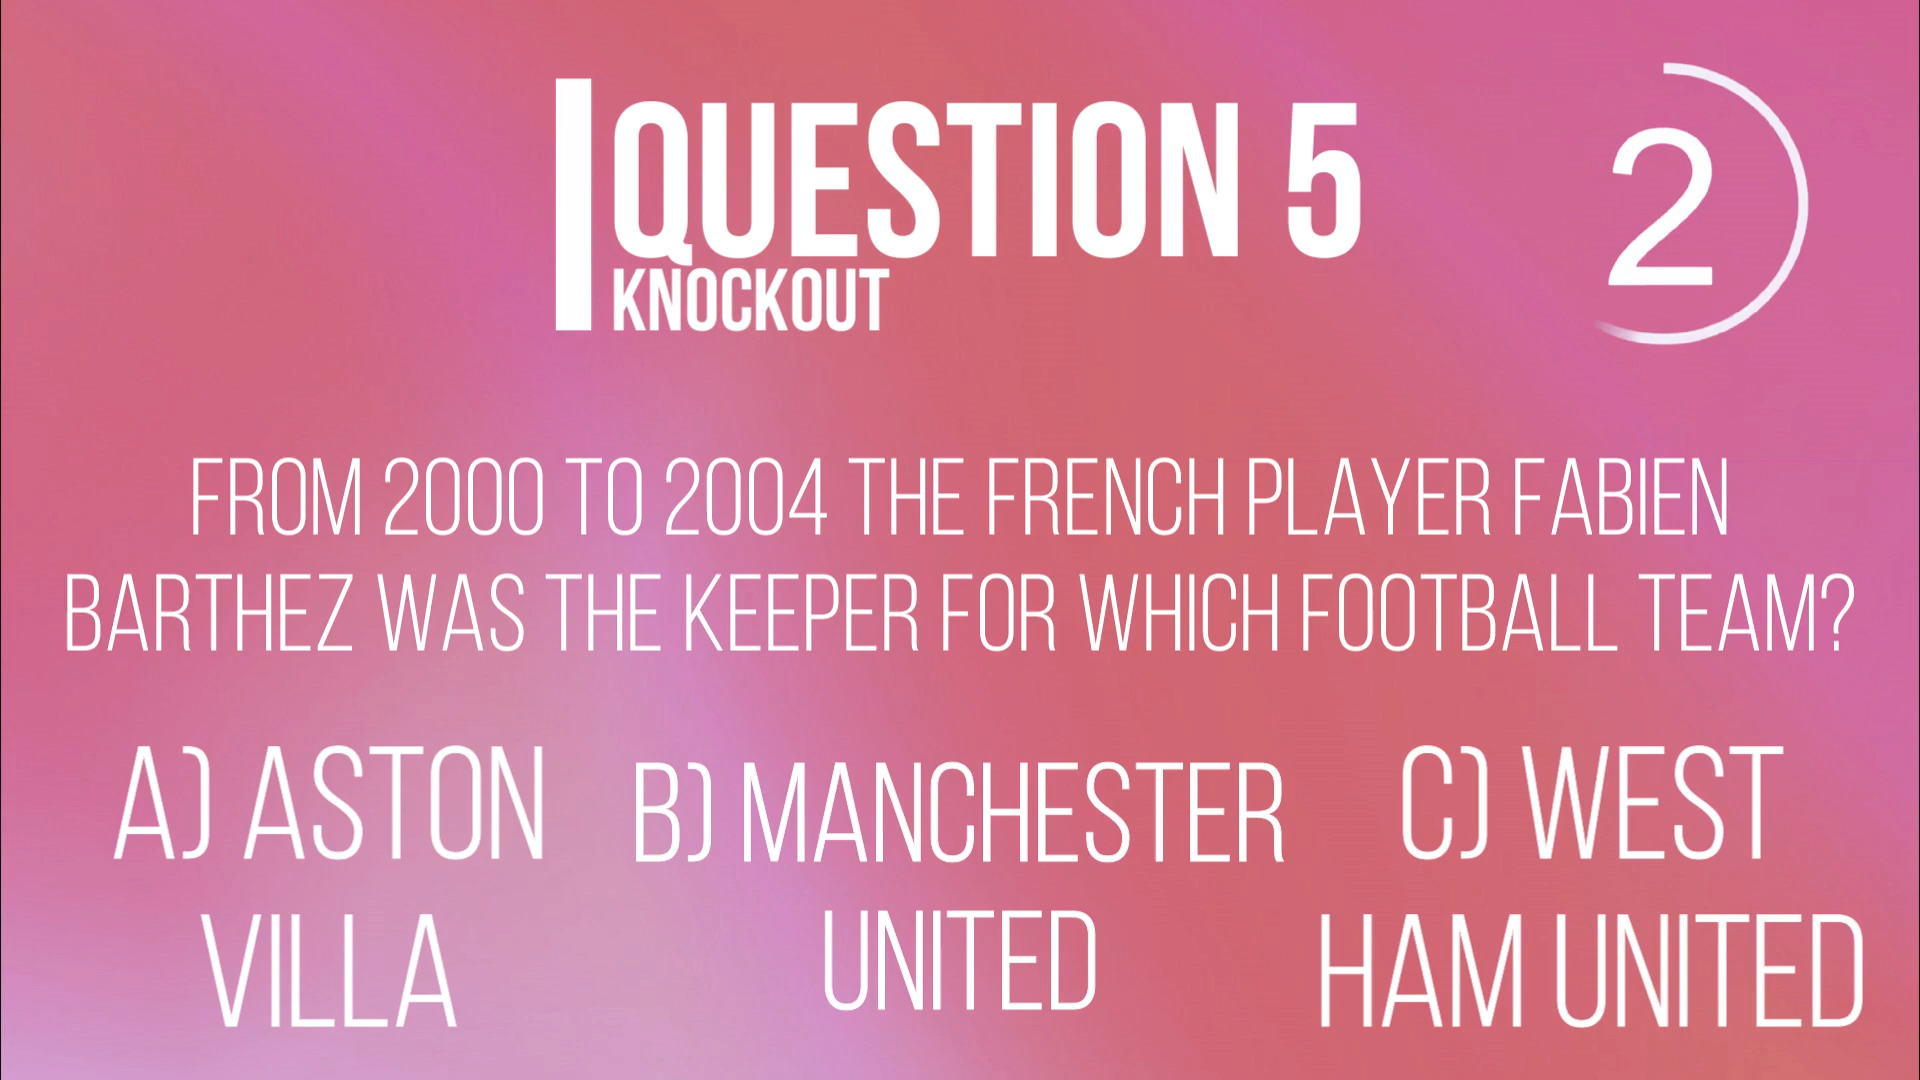 QUESTION 5
KNOCKOUT
2
FROM 2000 TO 2004 THE FRENCH PLAYER FABIEN
BARTHEZ WAS THE KEEPER FOR WHICH FOOTBALL TEAM?
A) ASTON
VILLA
B) MANCHESTER
UNITED
C) WEST
HAM UNITED